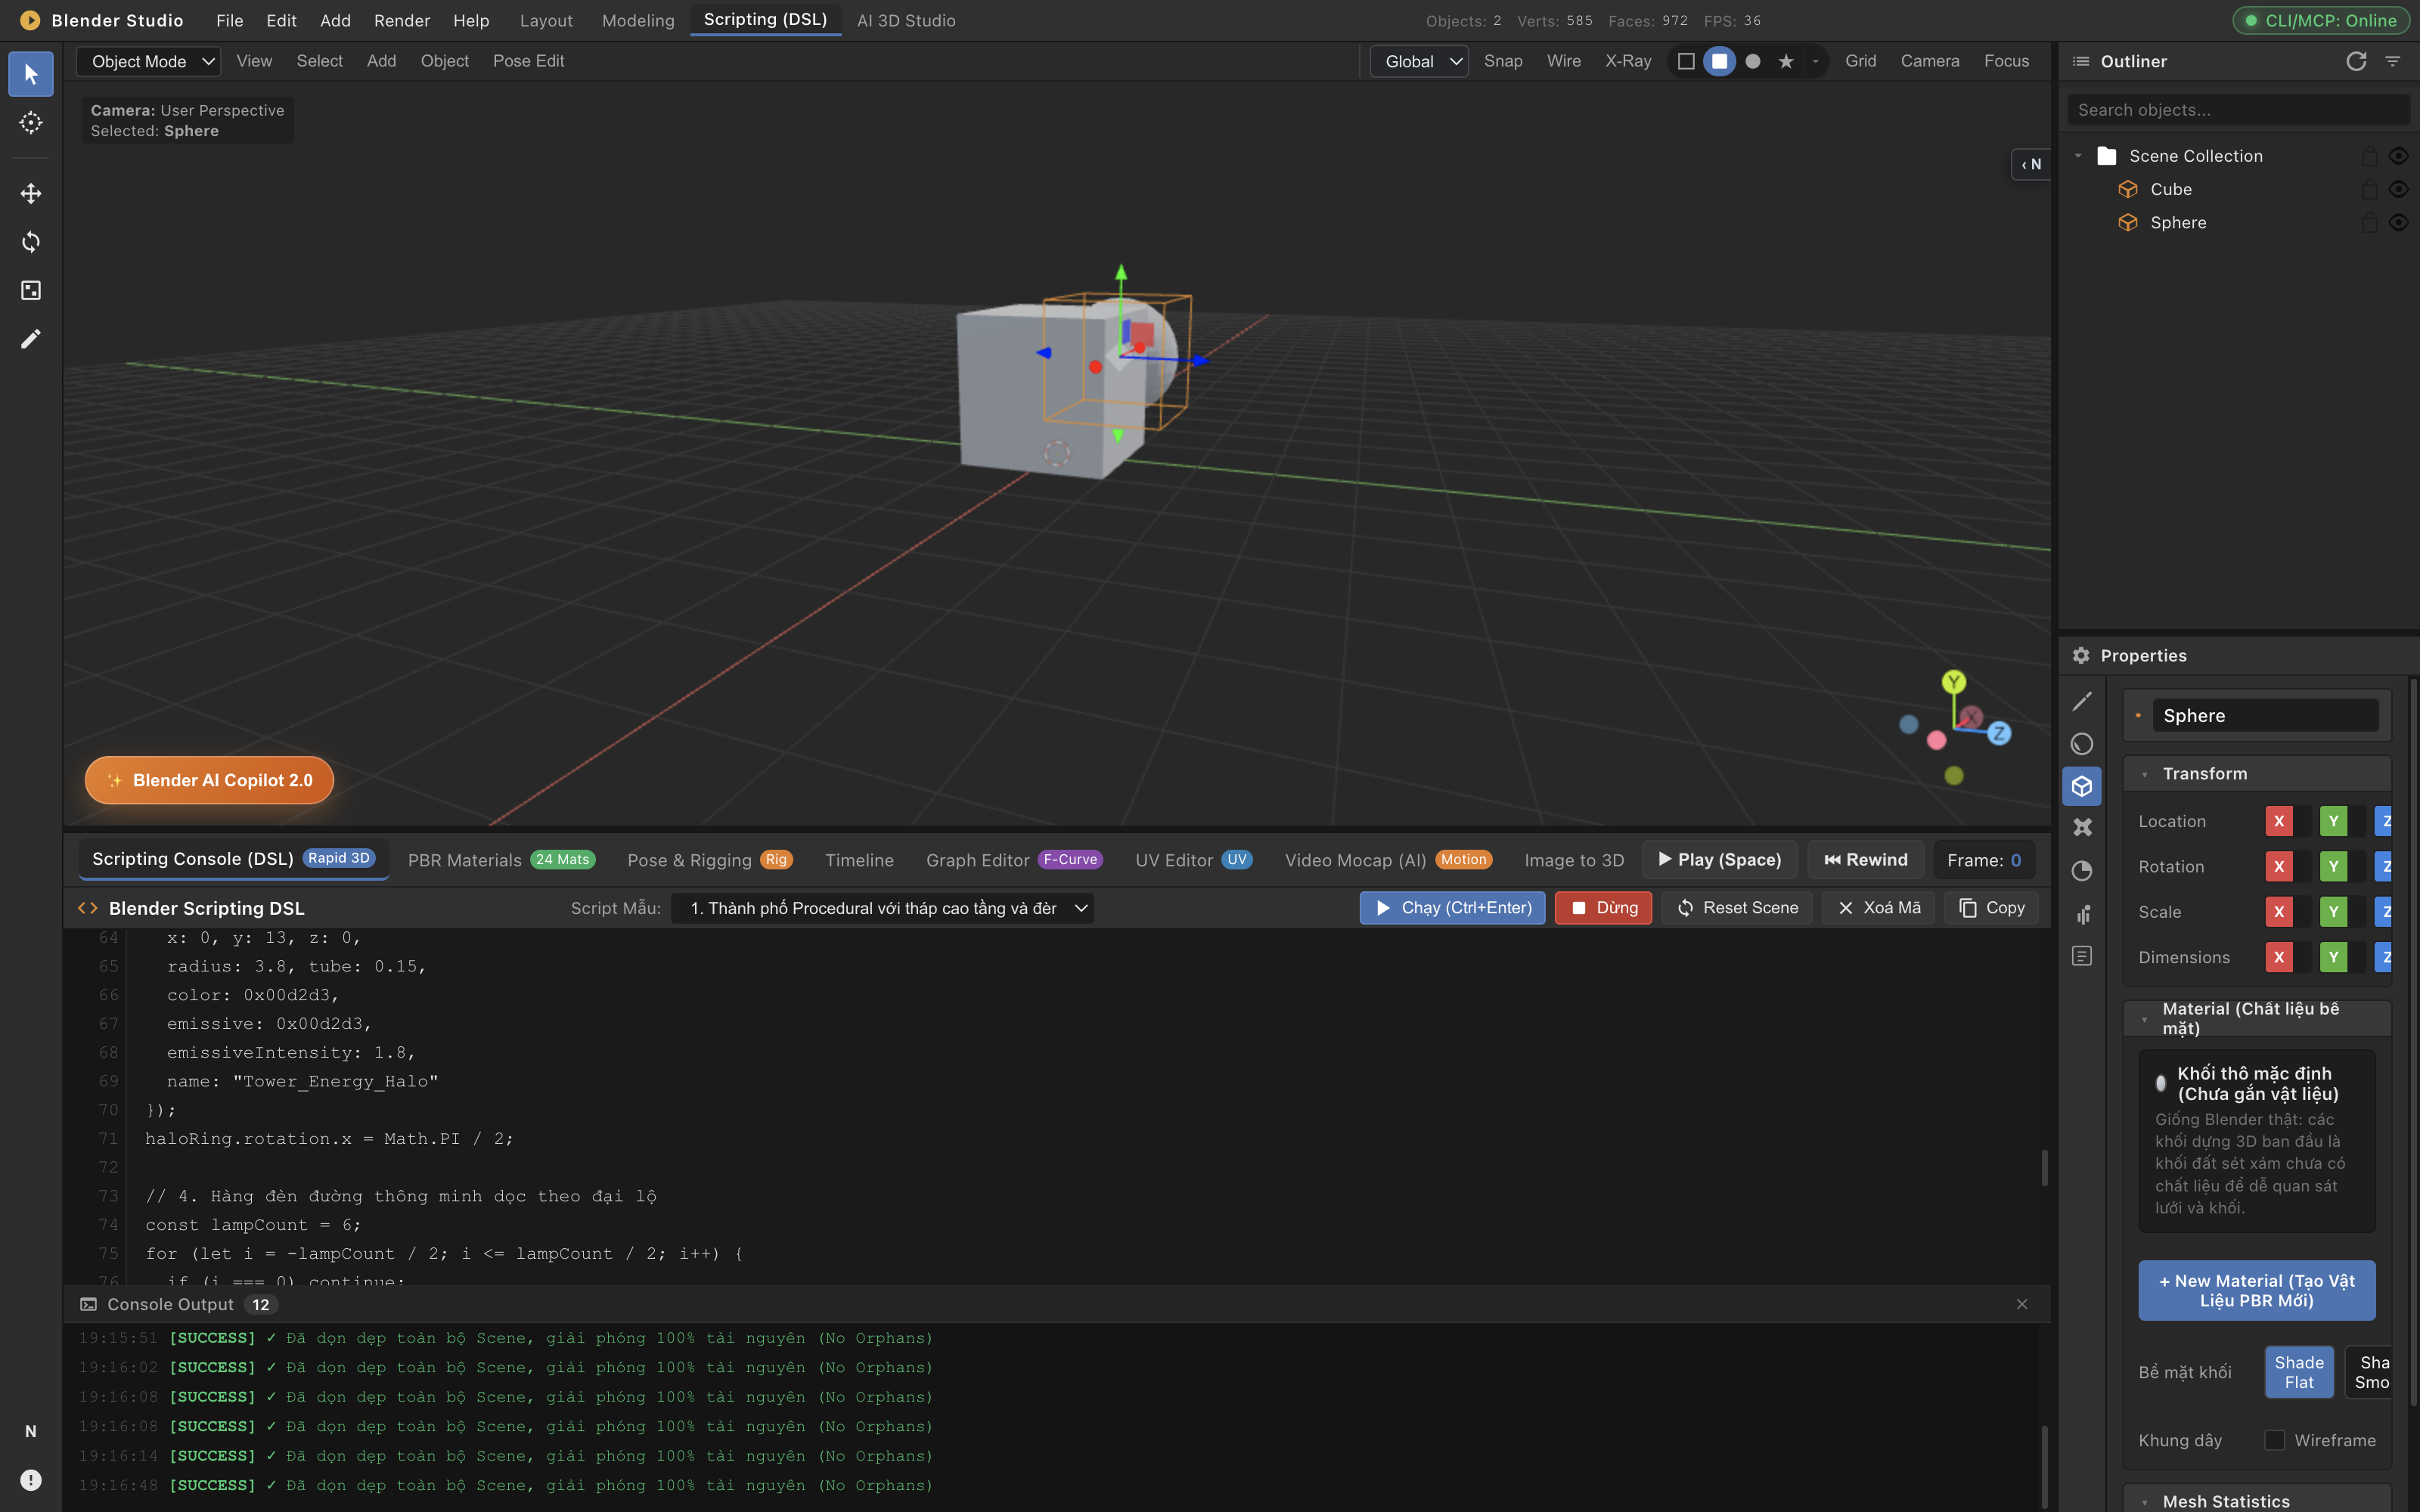 Blender Studio File Edit Add Render Help Layout Modeling Scripting (DSL) AI 3D Studio Objects: 2 Verts: 585 Faces: 972 FPS: 36 CLI/MCP: Online
Object Mode View Select Add Object Pose Edit Global Snap Wire X-Ray Grid Camera Focus
Camera: User Perspective
Selected: Sphere
‹ N
Outliner
Search objects...
Scene Collection
Cube
Sphere
Y
X
Z
Blender AI Copilot 2.0
Scripting Console (DSL) Rapid 3D PBR Materials 24 Mats Pose & Rigging Rig Timeline Graph Editor F-Curve UV Editor UV Video Mocap (AI) Motion Image to 3D Play (Space) Rewind Frame: 0
Blender Scripting DSL Script Mẫu: 1. Thành phố Procedural với tháp cao tầng và đèn Chạy (Ctrl+Enter) Dừng Reset Scene Xoá Mã Copy
64 x: 0, y: 13, z: 0,
65 radius: 3.8, tube: 0.15,
66 color: 0x00d2d3,
67 emissive: 0x00d2d3,
68 emissiveIntensity: 1.8,
69 name: "Tower_Energy_Halo"
70 });
71 haloRing.rotation.x = Math.PI / 2;
72
73 // 4. Hàng đèn đường thông minh dọc theo đại lộ
74 const lampCount = 6;
75 for (let i = -lampCount / 2; i <= lampCount / 2; i++) {
76 if (i === 0) continue;
Console Output 12
19:15:51 [SUCCESS] ✓ Đã dọn dẹp toàn bộ Scene, giải phóng 100% tài nguyên (No Orphans)
19:16:02 [SUCCESS] ✓ Đã dọn dẹp toàn bộ Scene, giải phóng 100% tài nguyên (No Orphans)
19:16:08 [SUCCESS] ✓ Đã dọn dẹp toàn bộ Scene, giải phóng 100% tài nguyên (No Orphans)
19:16:08 [SUCCESS] ✓ Đã dọn dẹp toàn bộ Scene, giải phóng 100% tài nguyên (No Orphans)
19:16:14 [SUCCESS] ✓ Đã dọn dẹp toàn bộ Scene, giải phóng 100% tài nguyên (No Orphans)
19:16:48 [SUCCESS] ✓ Đã dọn dẹp toàn bộ Scene, giải phóng 100% tài nguyên (No Orphans)
N
Properties
Sphere
Transform
Location X Y Z
Rotation X Y Z
Scale X Y Z
Dimensions X Y Z
Material (Chất liệu bề
mặt)
Khối thô mặc định
(Chưa gắn vật liệu)
Giống Blender thật: các
khối dựng 3D ban đầu là
khối đất sét xám chưa có
chất liệu để dễ quan sát
lưới và khối.
+ New Material (Tạo Vật
Liệu PBR Mới)
Bề mặt khối Shade Flat Sha Smo
Khung dây Wireframe
Mesh Statistics